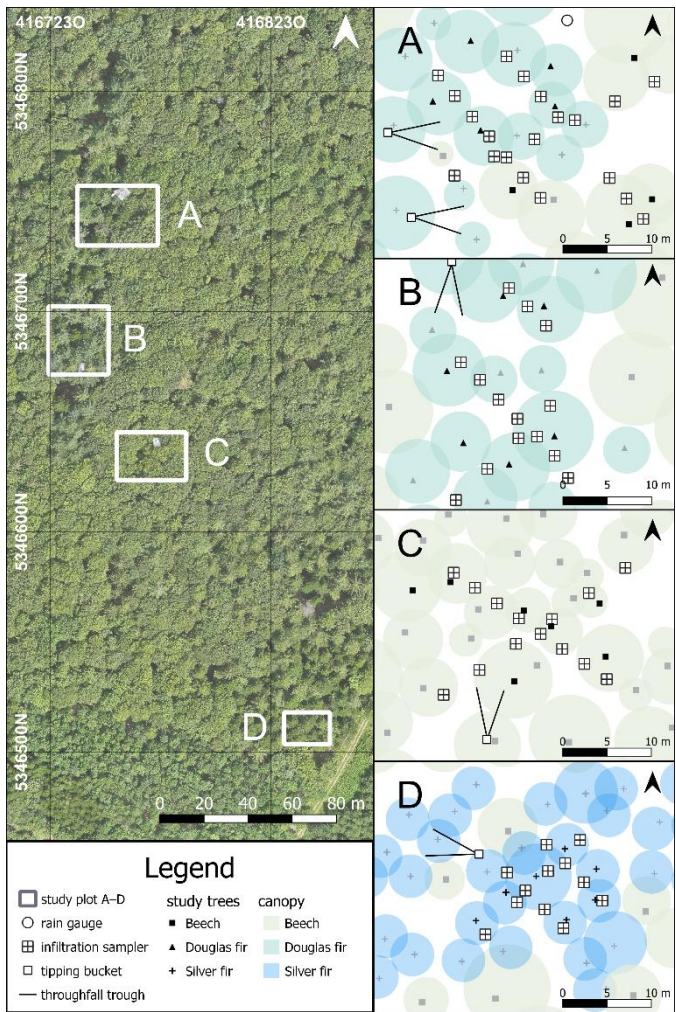 416723O 416823O
5346800N
5346700N
5346600N
5346500N
A
B
C
D
0 20 40 60 80 m
A
0 5 10 m
B
0 5 10 m
C
0 5 10 m
D
0 5 10 m
Legend
study plot A–D
rain gauge
infiltration sampler
tipping bucket
throughfall trough
study trees
Beech
Douglas fir
Silver fir
canopy
Beech
Douglas fir
Silver fir